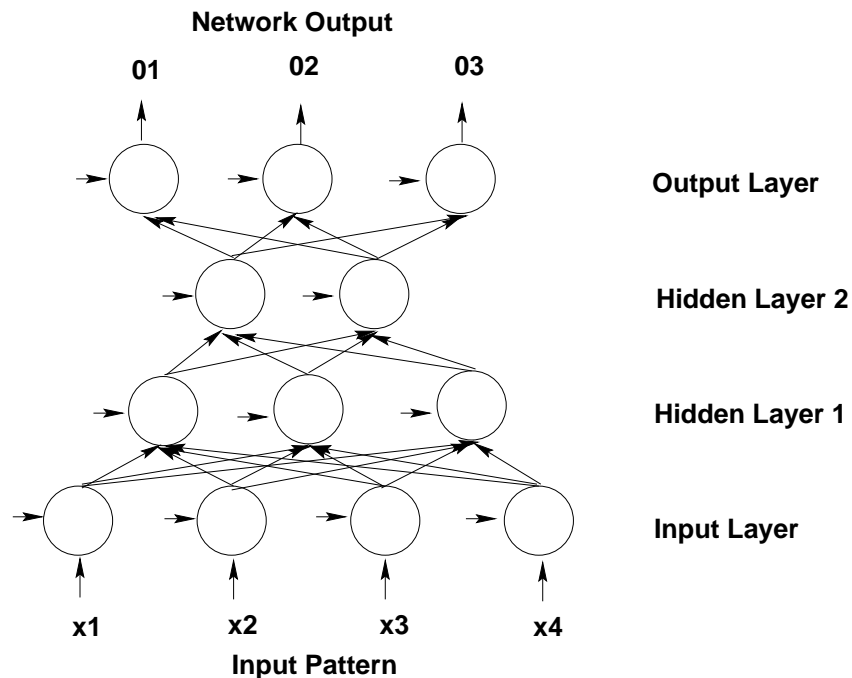 Network Output
01 02 03
Output Layer
Hidden Layer 2
Hidden Layer 1
Input Layer
x1 x2 x3 x4
Input Pattern